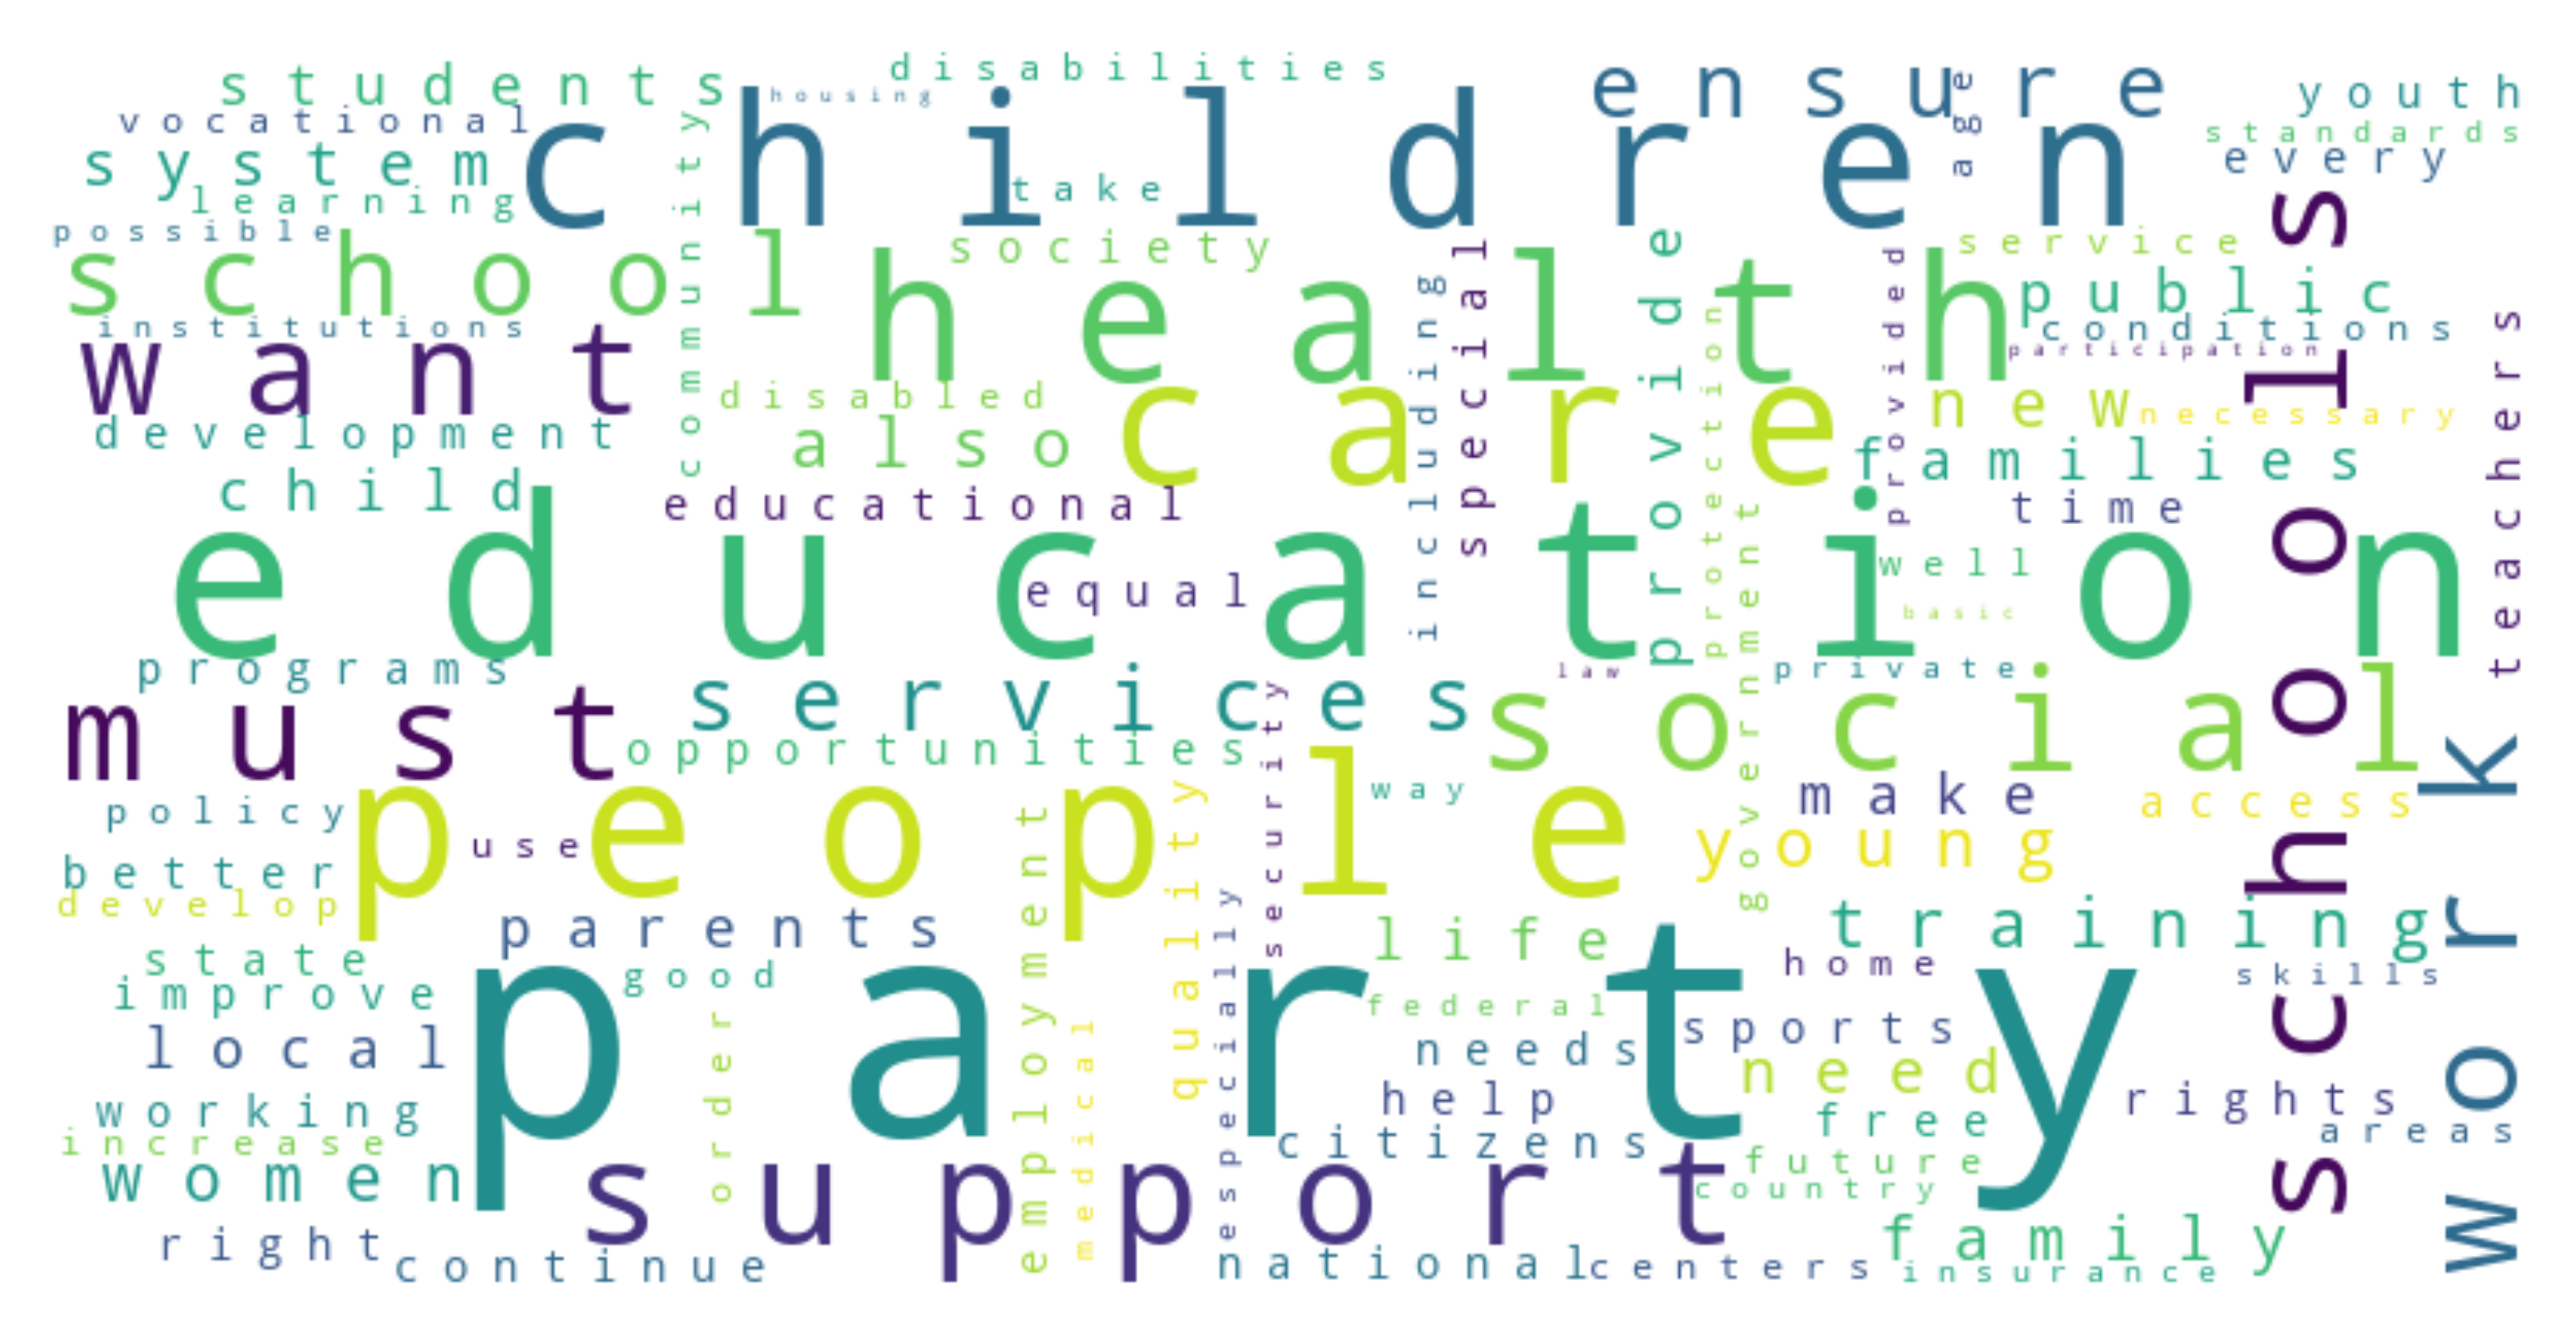 disabilities
students
housing
ensure
age
youth
vocational
children
standards
system
community
every
learning
take
possible
school
society
health
service
special
provide
provided
including
public
institutions
conditions
want
participation
protection
schools
teachers
disabled
care
new
necessary
development
also
families
child
educational
time
education
equal
well
government
basic
programs
services
law
private
social
must
opportunities
security
people
way
make
access
work
policy
use
young
quality
employment
better
develop
parents
especially
life
training
state
good
home
skills
improve
party
federal
order
medical
local
needs
sports
need
working
help
rights
free
increase
citizens
areas
women
support
future
country
right
continue
national
centers
family
insurance